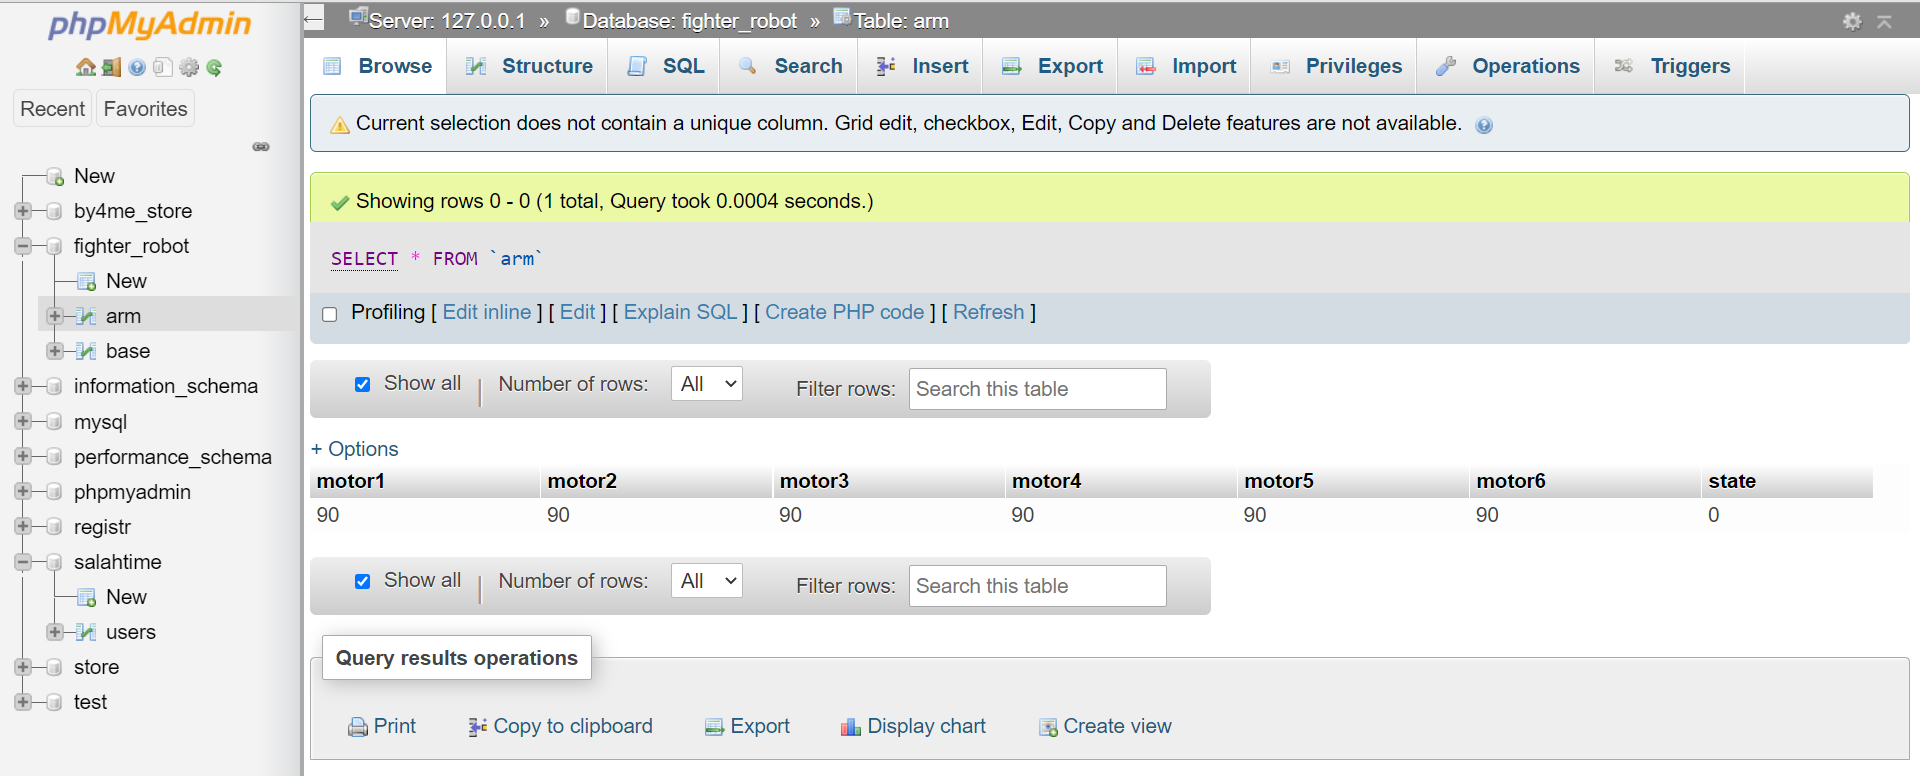 phpMyAdmin
Recent Favorites
New
by4me_store
fighter_robot
New
arm
base
information_schema
mysql
performance_schema
phpmyadmin
registr
salahtime
New
users
store
test
Server: 127.0.0.1 » Database: fighter_robot » Table: arm
Browse Structure SQL Search Insert Export Import Privileges Operations Triggers
Current selection does not contain a unique column. Grid edit, checkbox, Edit, Copy and Delete features are not available.
Showing rows 0 - 0 (1 total, Query took 0.0004 seconds.)
SELECT * FROM `arm`
Profiling [ Edit inline ] [ Edit ] [ Explain SQL ] [ Create PHP code ] [ Refresh ]
Show all | Number of rows: All Filter rows: Search this table
+ Options
motor1 motor2 motor3 motor4 motor5 motor6 state
90 90 90 90 90 90 0
Show all | Number of rows: All Filter rows: Search this table
Query results operations
Print Copy to clipboard Export Display chart Create view